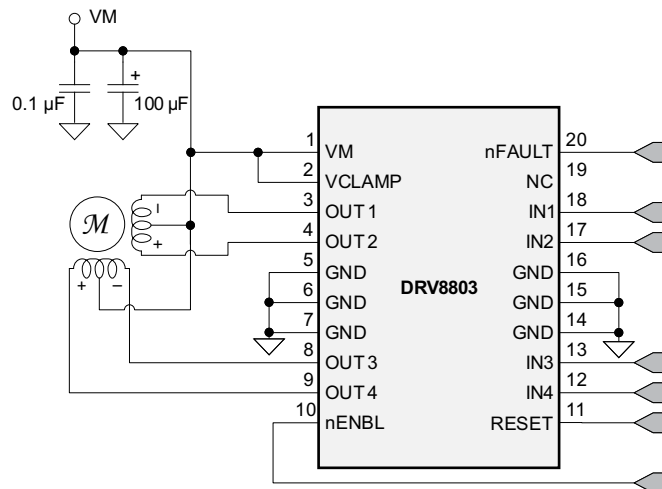 VM
+
0.1 µF
100 µF
1
VM
2
VCLAMP
3
OUT1
4
OUT2
5
GND
6
GND
7
GND
8
OUT3
9
OUT4
10
nENBL
DRV8803
20
nFAULT
19
NC
18
IN1
17
IN2
16
GND
15
GND
14
GND
13
IN3
12
IN4
11
RESET
M
–
+
+ –